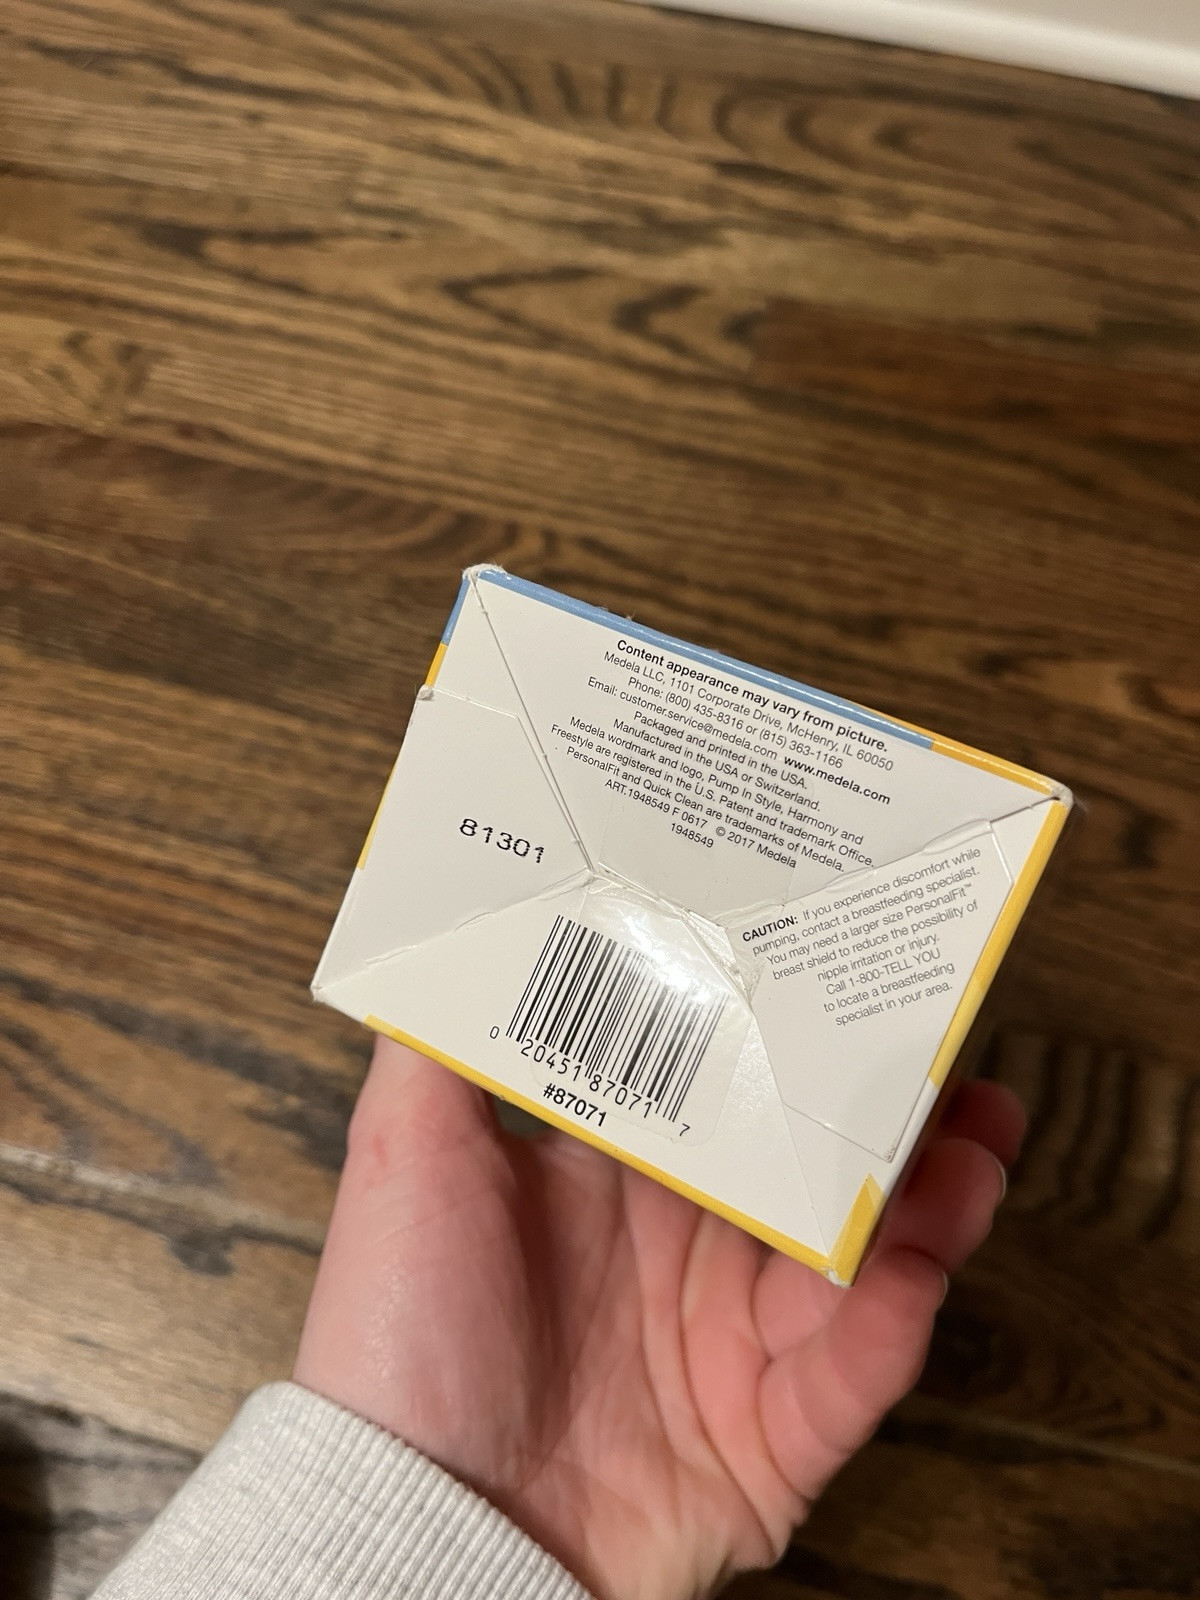 Content appearance may vary from picture.
Medela LLC, 1101 Corporate Drive, McHenry, IL 60050
Phone: (800) 435-8316 or (815) 363-1166
Email: customer.service@medela.com www.medela.com
Packaged and printed in the USA.
Manufactured in the USA or Switzerland.
Medela wordmark and logo, Pump In Style, Harmony and
Freestyle are registered in the U.S. Patent and trademark Office.
PersonalFit and Quick Clean are trademarks of Medela.
ART.1948549 F 0617 © 2017 Medela
1948549
81301
CAUTION: If you experience discomfort while
pumping, contact a breastfeeding specialist.
You may need a larger size PersonalFit™
breast shield to reduce the possibility of
nipple irritation or injury.
Call 1-800-TELL YOU
to locate a breastfeeding
specialist in your area.
0 20451 87071 7
#87071